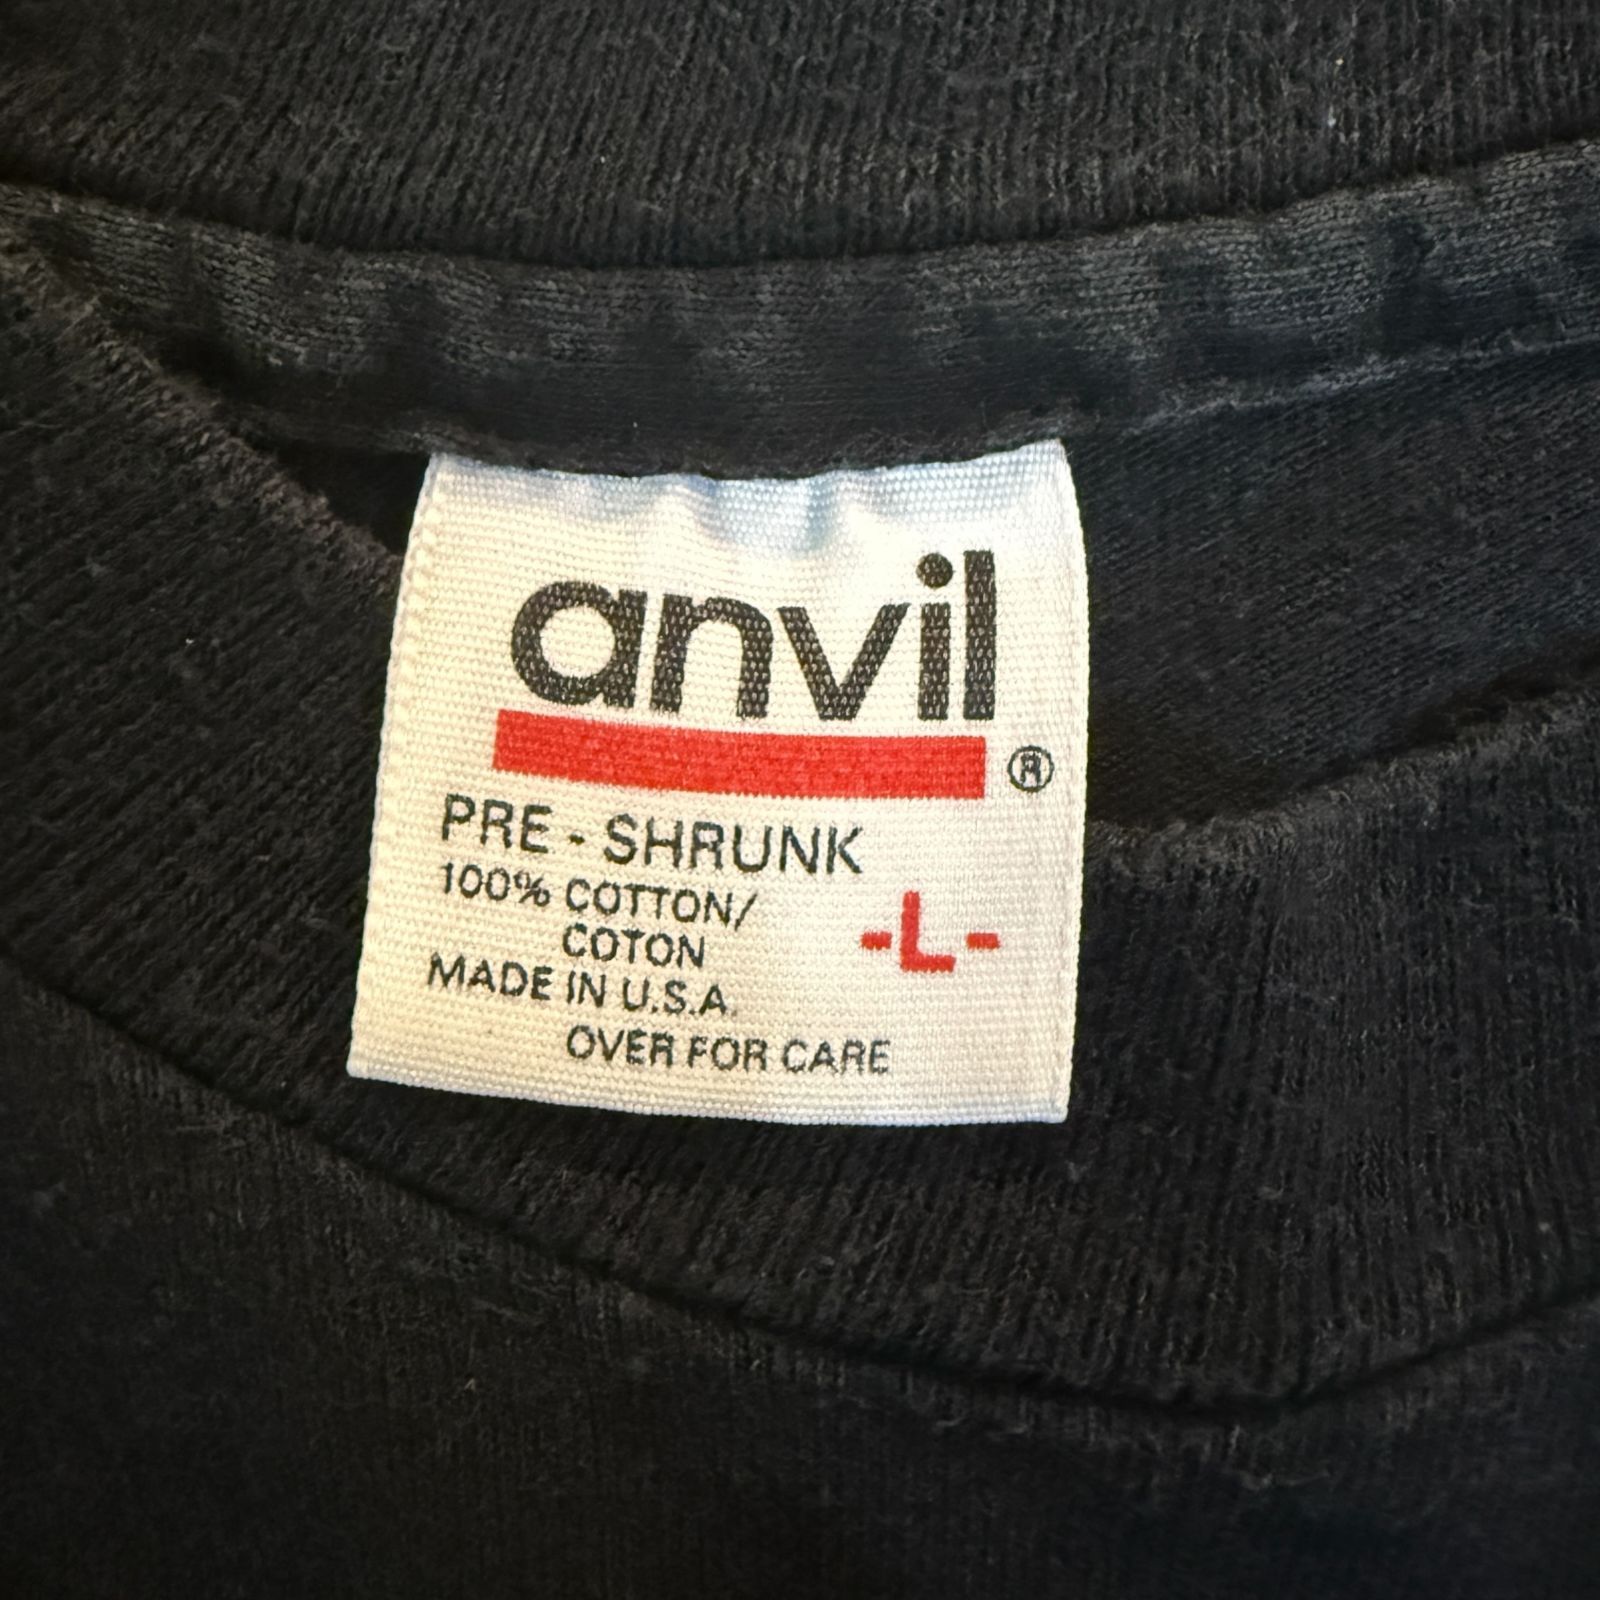 anvil
®
PRE - SHRUNK
100% COTTON/
COTON
-L-
MADE IN U.S.A.
OVER FOR CARE